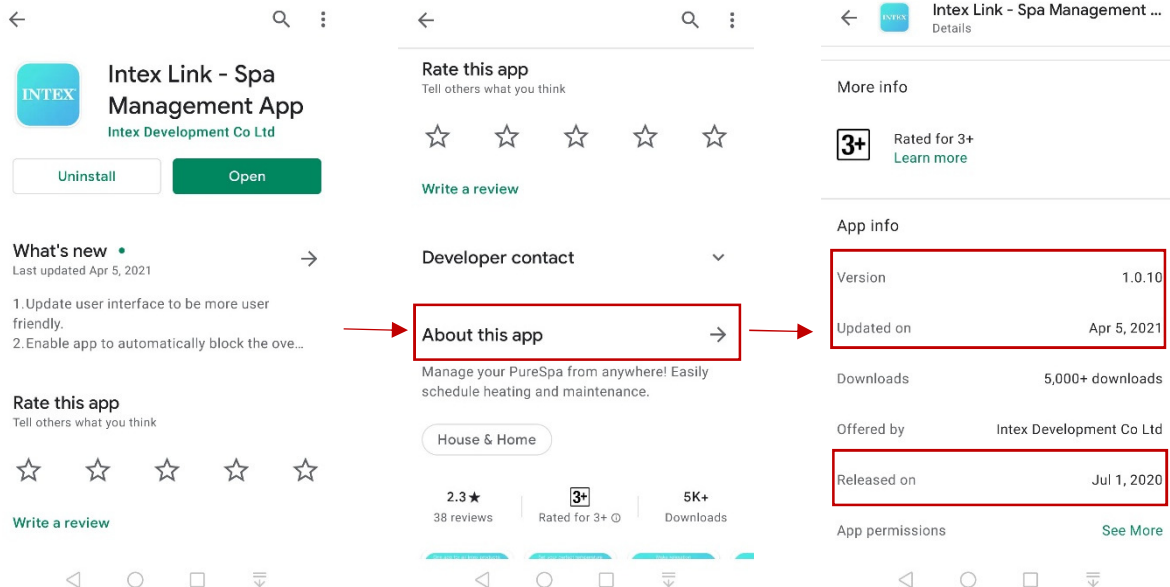 Intex Link - Spa
Management App
INTEX
Intex Development Co Ltd
Uninstall
Open
What's new
Last updated Apr 5, 2021
1.Update user interface to be more user
friendly.
2.Enable app to automatically block the ove...
Rate this app
Tell others what you think
Write a review
Rate this app
Tell others what you think
Write a review
Developer contact
About this app
Manage your PureSpa from anywhere! Easily
schedule heating and maintenance.
House & Home
2.3★ 3+ 5K+
38 reviews Rated for 3+ Downloads
INTEX
Intex Link - Spa Management ...
Details
More info
3+
Rated for 3+
Learn more
App info
Version 1.0.10
Updated on Apr 5, 2021
Downloads 5,000+ downloads
Offered by Intex Development Co Ltd
Released on Jul 1, 2020
App permissions See More